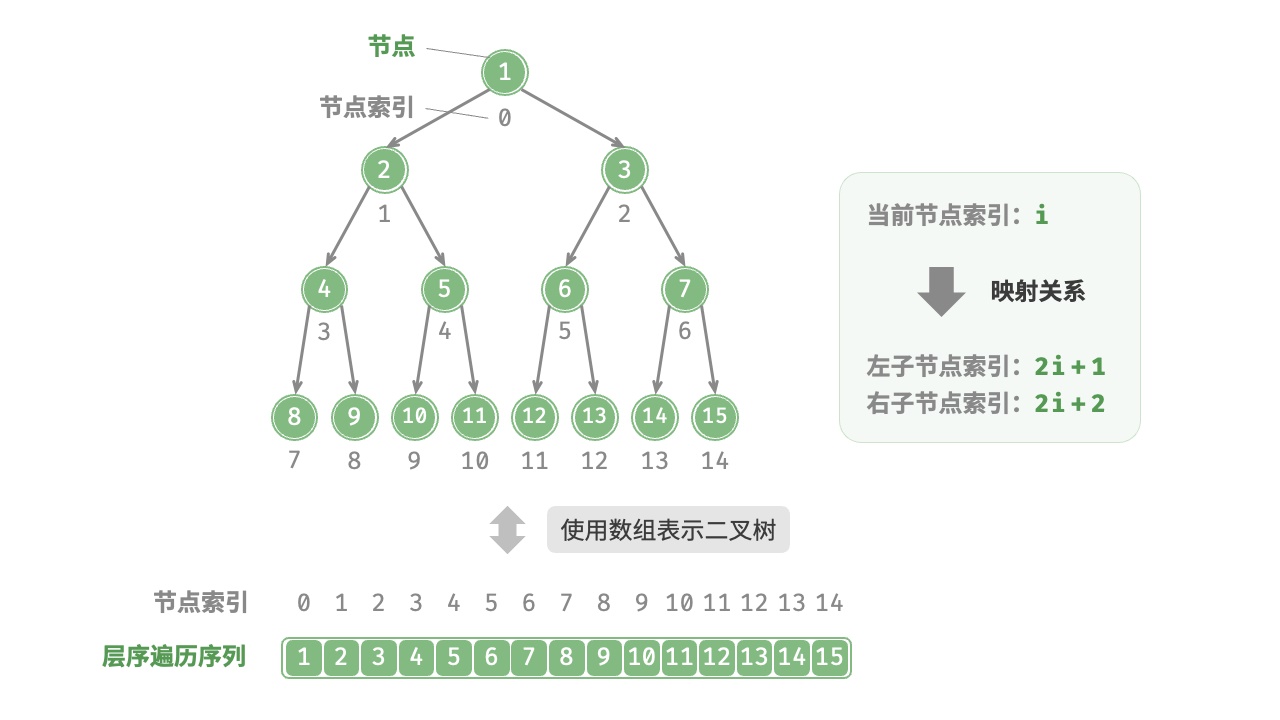 节点
1
节点索引
0
2 3
1 2
4 5 6 7
3 4 5 6
8 9 10 11 12 13 14 15
7 8 9 10 11 12 13 14
当前节点索引：i
映射关系
左子节点索引：2i+1
右子节点索引：2i+2
使用数组表示二叉树
节点索引 0 1 2 3 4 5 6 7 8 9 10 11 12 13 14
层序遍历序列 1 2 3 4 5 6 7 8 9 10 11 12 13 14 15